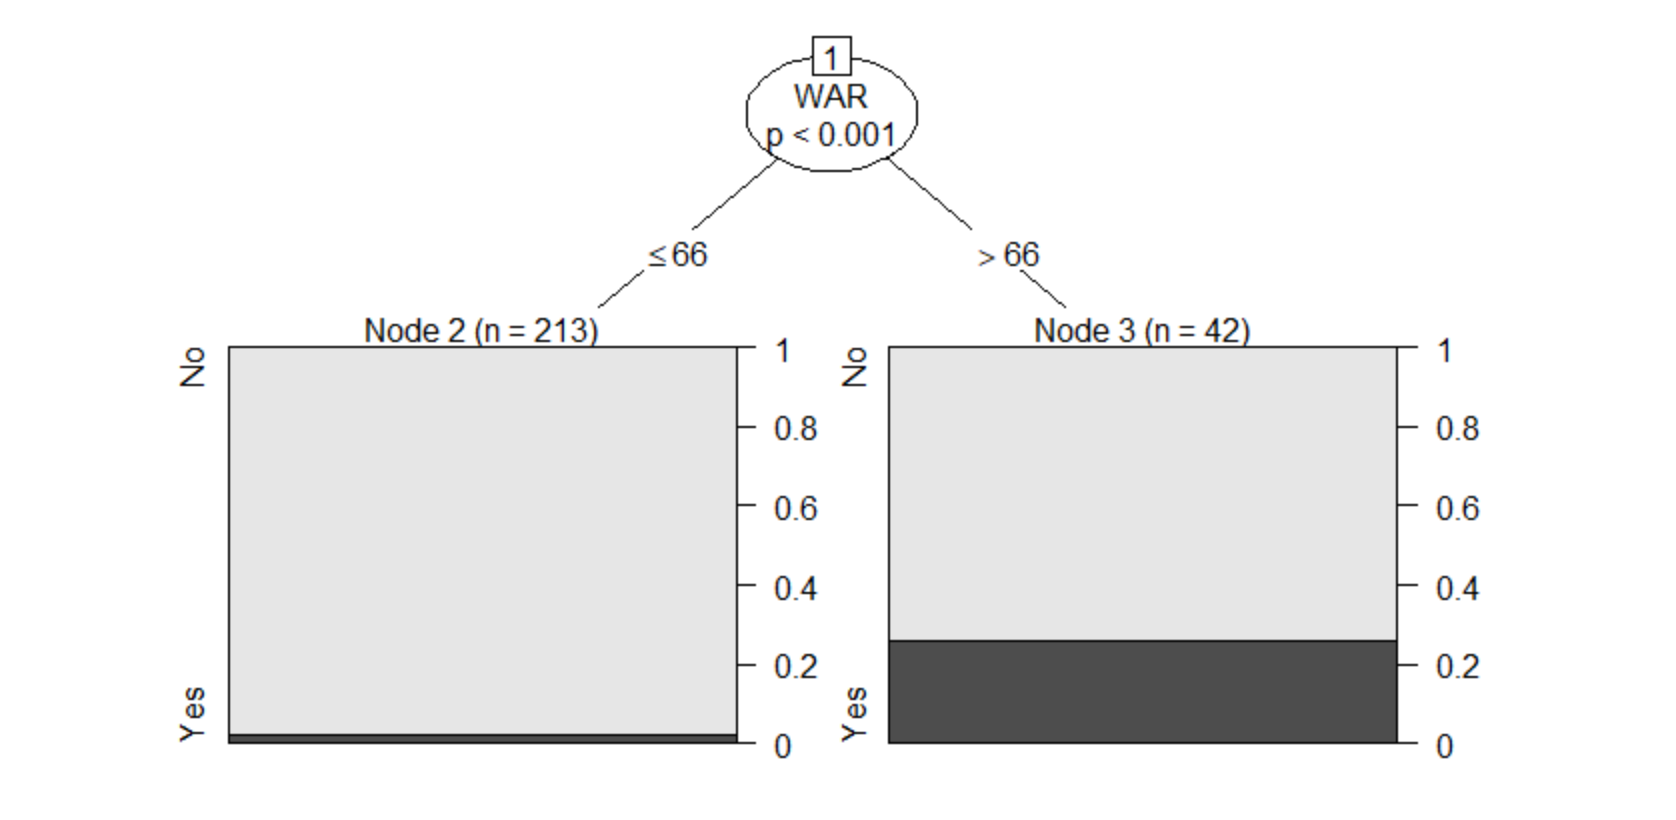 1
WAR
p < 0.001
≤ 66
> 66
Node 2 (n = 213)
No
Yes
1
0.8
0.6
0.4
0.2
0
Node 3 (n = 42)
No
Yes
1
0.8
0.6
0.4
0.2
0